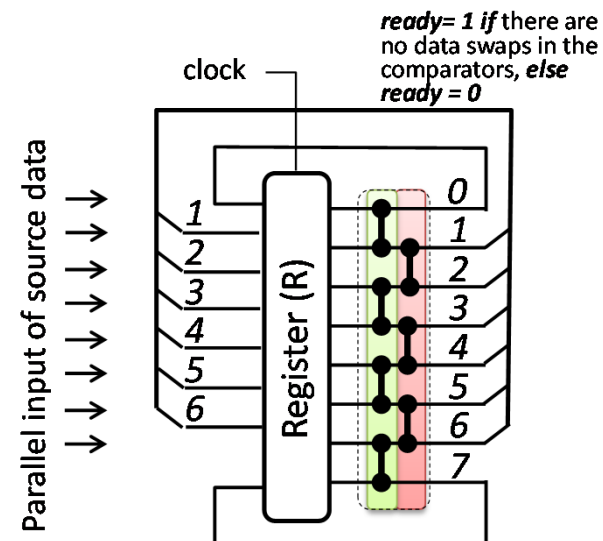 ready= 1 if there are
no data swaps in the
comparators, else
ready = 0
clock
Parallel input of source data
1
2
3
4
5
6
Register (R)
0
1
2
3
4
5
6
7